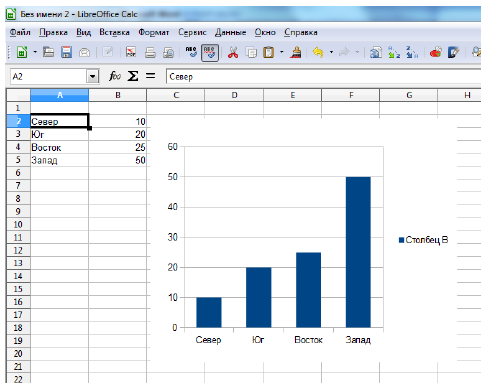 Без имени 2 - LibreOffice Calc
Файл Правка Вид Вставка Формат Сервис Данные Окно Справка
A2 f(x) Σ = Север
A B C D E F G H
1
2 Север 10
3 Юг 20
4 Восток 25
5 Запад 50
6
7
8
9
10
11
12
13
14
15
16
17
18
19
20
21
22
60
50
40
30
20
10
0
Север Юг Восток Запад
Столбец B